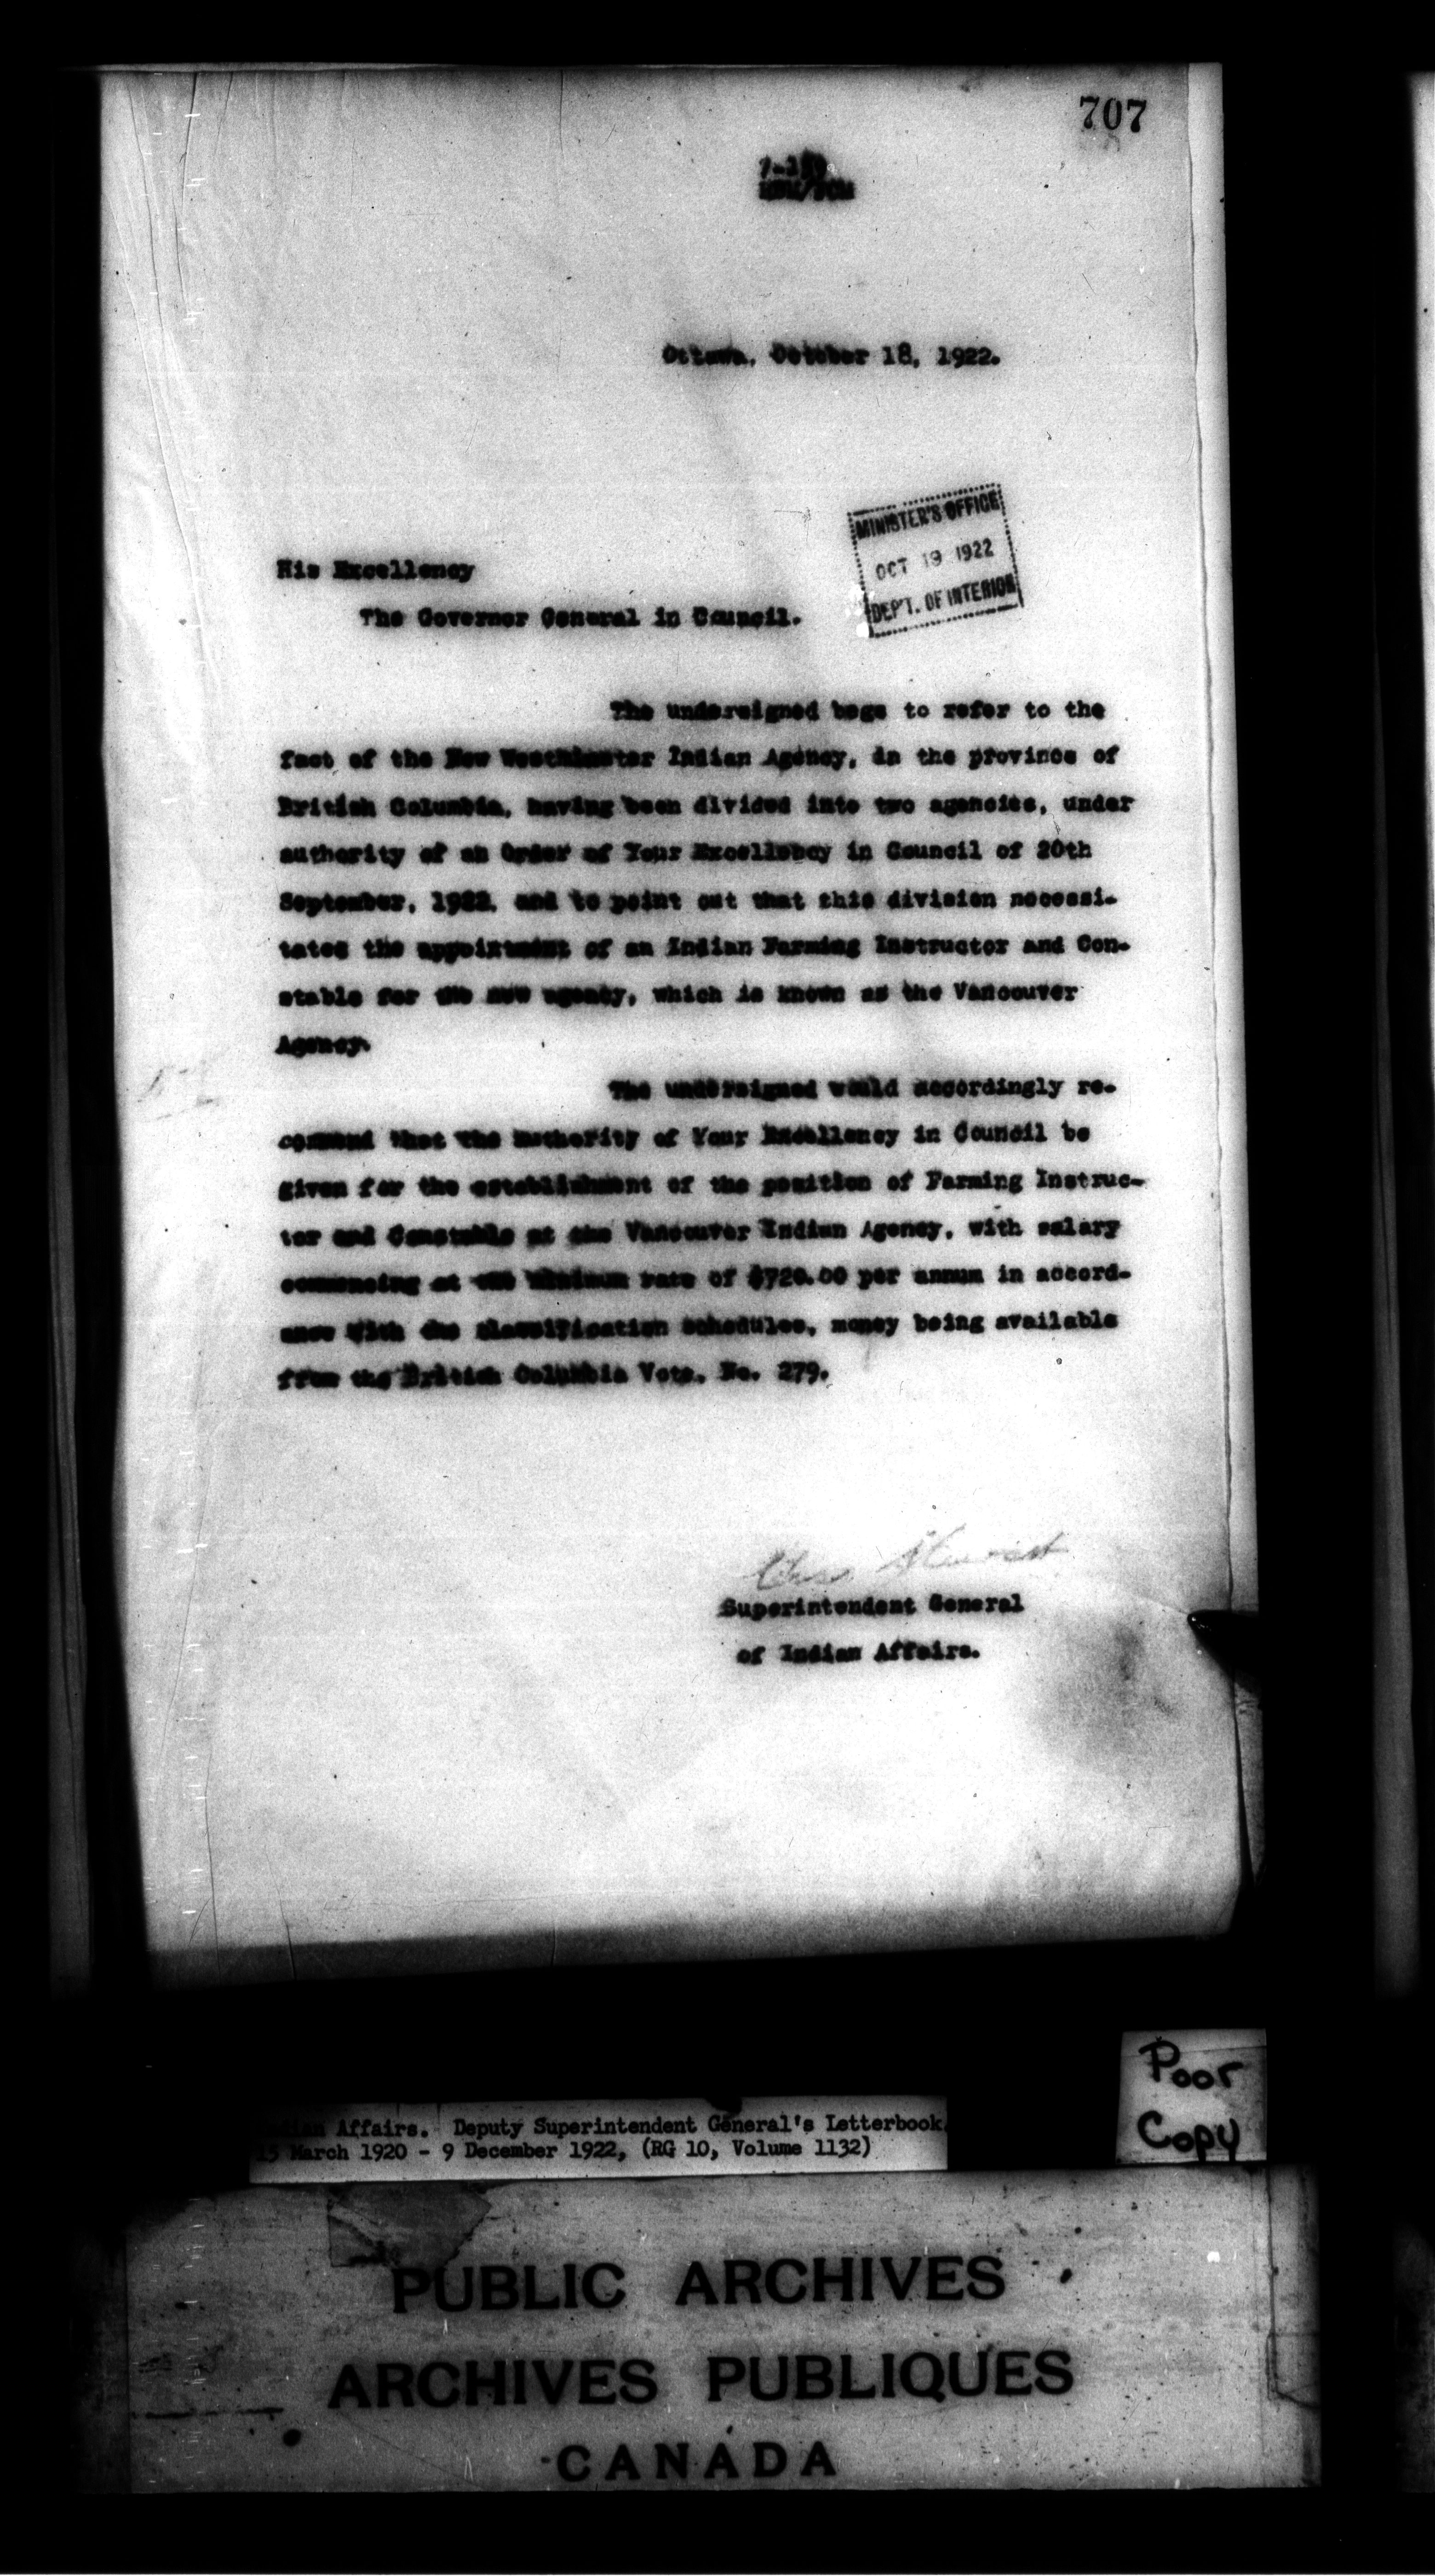 707
Ottawa, October 18, 1922.
MINISTER'S OFFICE
OCT 19 1922
DEP'T. OF INTERIOR
His Excellency
The Governor General in Council.
The undersigned begs to refer to the
fact of the New Westminster Indian Agency, in the province of
British Columbia, having been divided into two agencies, under
authority of an Order of Your Excellency in Council of 20th
September, 1922, and to point out that this division necessi-
tates the appointment of an Indian Farming Instructor and Con-
stable for the new agency, which is known as the Vancouver
Agency.
The undersigned would accordingly re-
commend that the authority of Your Excellency in Council be
given for the establishment of the position of Farming Instruc-
tor and Constable at the Vancouver Indian Agency, with salary
commencing at the minimum rate of $720.00 per annum in accord-
ance with the classification schedules, money being available
from the British Columbia Vote, No. 279.
Chas Stewart
Superintendent General
of Indian Affairs.
Poor
Copy
Indian Affairs. Deputy Superintendent General's Letterbook,
15 March 1920 - 9 December 1922, (RG 10, Volume 1132)
PUBLIC ARCHIVES
ARCHIVES PUBLIQUES
CANADA